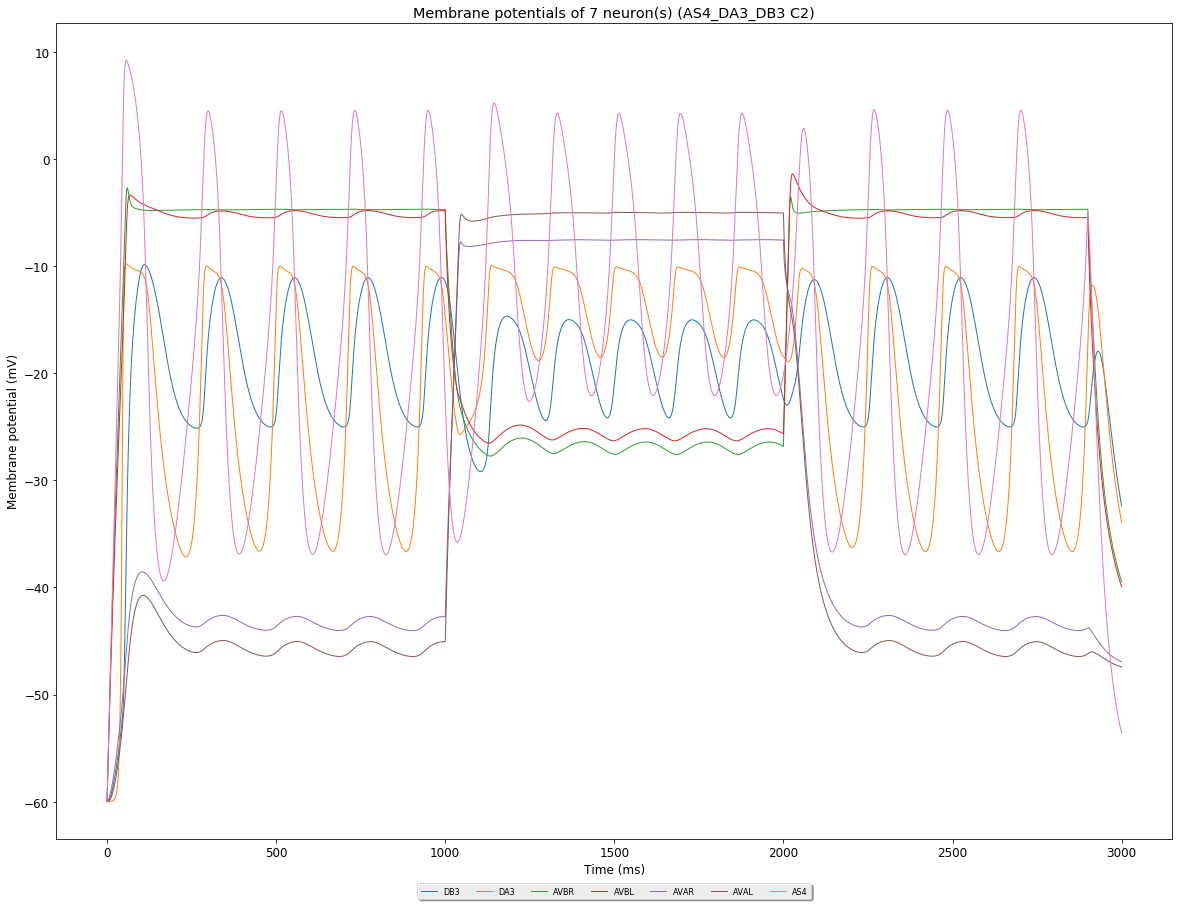 Membrane potentials of 7 neuron(s) (AS4_DA3_DB3 C2)
10
0
−10
−20
−30
−40
−50
−60
Membrane potential (mV)
0 500 1000 1500 2000 2500 3000
Time (ms)
DB3 DA3 AVBR AVBL AVAR AVAL AS4